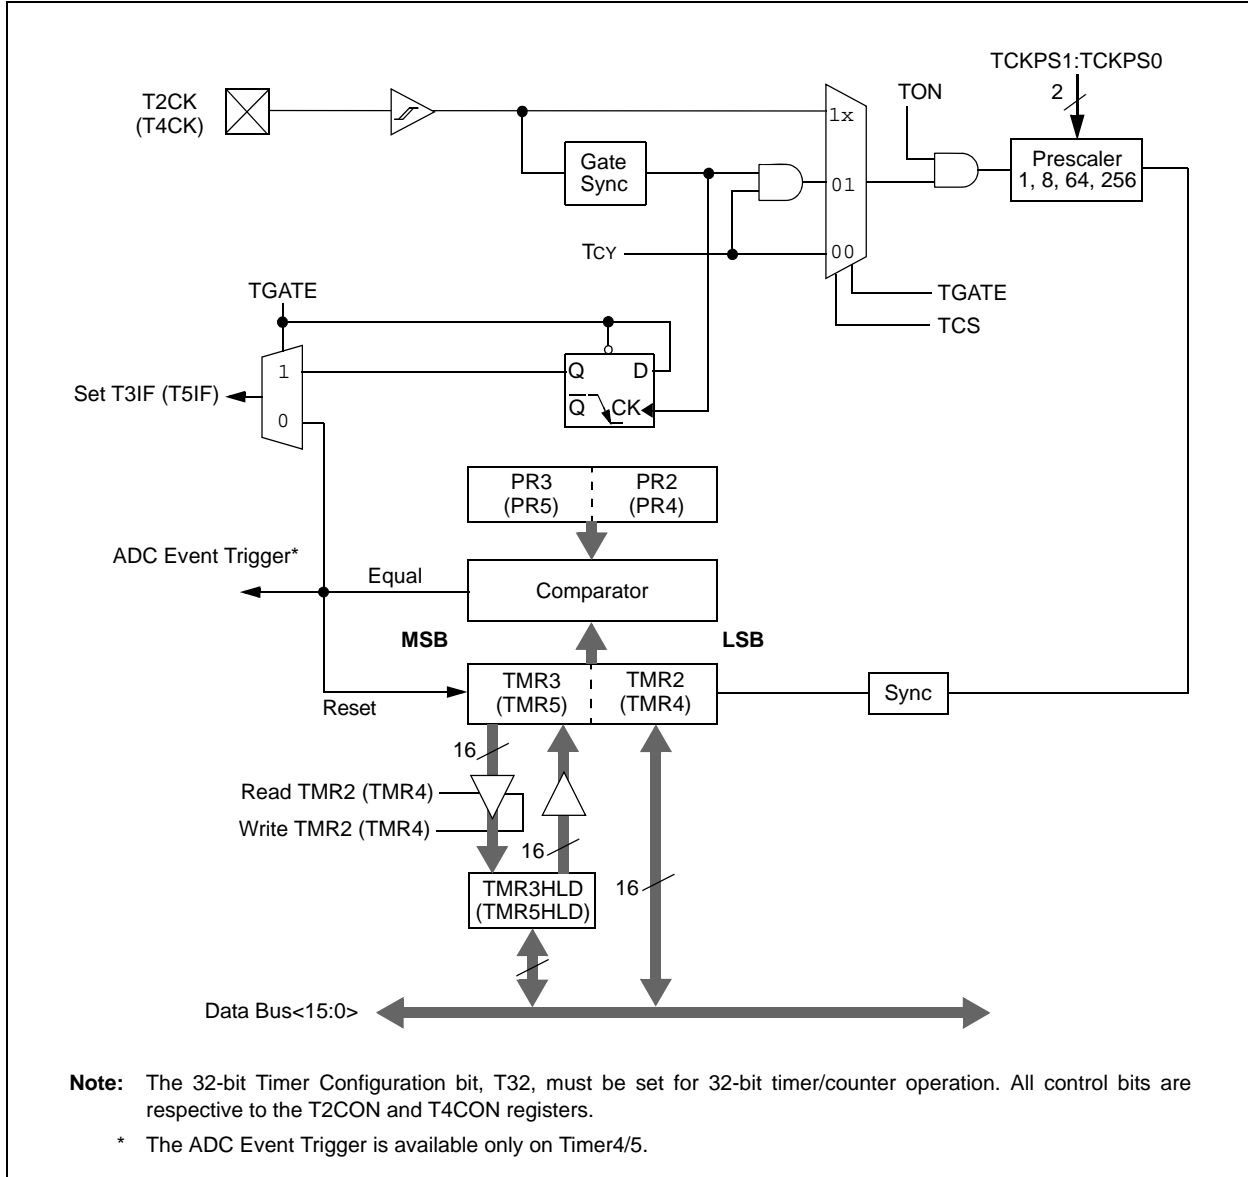 TCKPS1:TCKPS0
2
TON
T2CK
(T4CK)
1x
Gate
Sync
01
Prescaler
1, 8, 64, 256
TCY
00
TGATE
TCS
TGATE
1
Q
D
Set T3IF (T5IF)
0
Q
CK
PR3
(PR5)
PR2
(PR4)
ADC Event Trigger*
Equal
Comparator
MSB
LSB
TMR3
(TMR5)
TMR2
(TMR4)
Sync
Reset
16
Read TMR2 (TMR4)
Write TMR2 (TMR4)
16
TMR3HLD
(TMR5HLD)
16
Data Bus<15:0>
Note: The 32-bit Timer Configuration bit, T32, must be set for 32-bit timer/counter operation. All control bits are
respective to the T2CON and T4CON registers.
* The ADC Event Trigger is available only on Timer4/5.